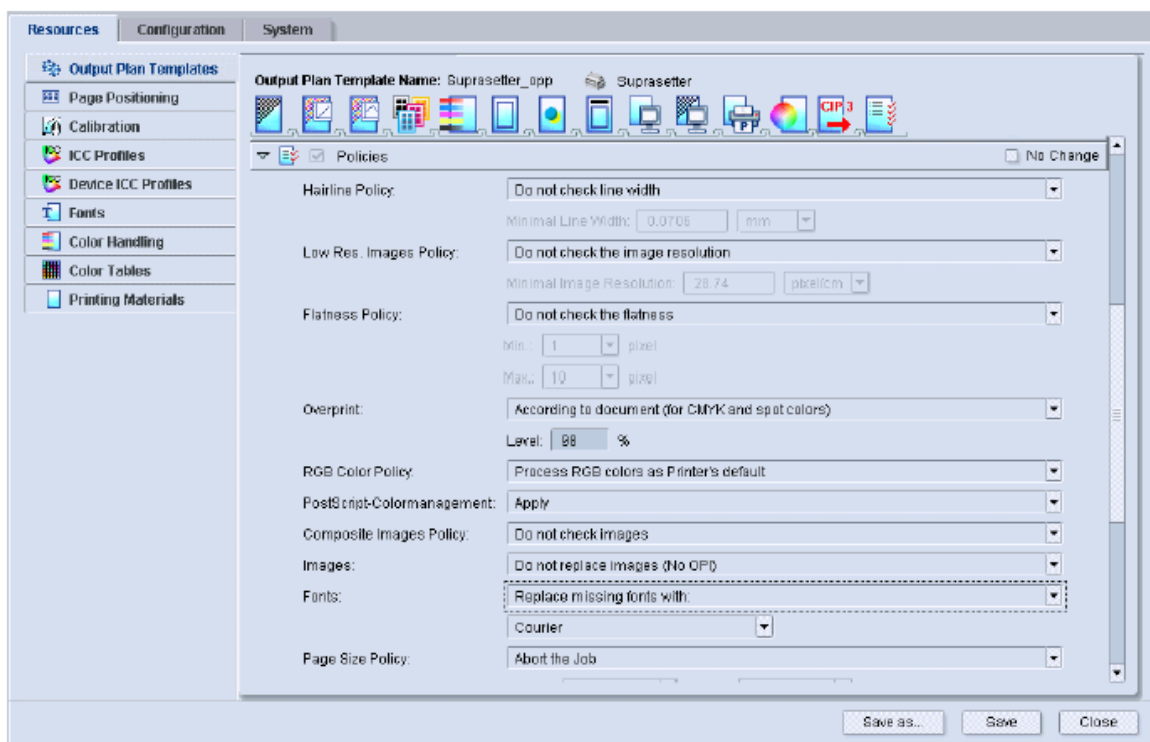 Resources Configuration System
Output Plan Templates
Page Positioning
Calibration
ICC Profiles
Device ICC Profiles
Fonts
Color Handling
Color Tables
Printing Materials
Output Plan Template Name: Suprasetter_opp Suprasetter
P CIP 3
Policies No Change
Hairline Policy: Do not check line width
Minimal Line Width: 0.0706 mm
Low Res. Images Policy: Do not check the image resolution
Minimal Image Resolution: 28.74 pixel/cm
Flatness Policy: Do not check the flatness
Min.: 1 pixel
Max.: 10 pixel
Overprint: According to document (for CMYK and spot colors)
Level: 98 %
RGB Color Policy: Process RGB colors as Printer's default
PostScript-Colormanagement: Apply
Composite Images Policy: Do not check images
Images: Do not replace images (No OPI)
Fonts: Replace missing fonts with:
Courier
Page Size Policy: Abort the Job
Save as... Save Close